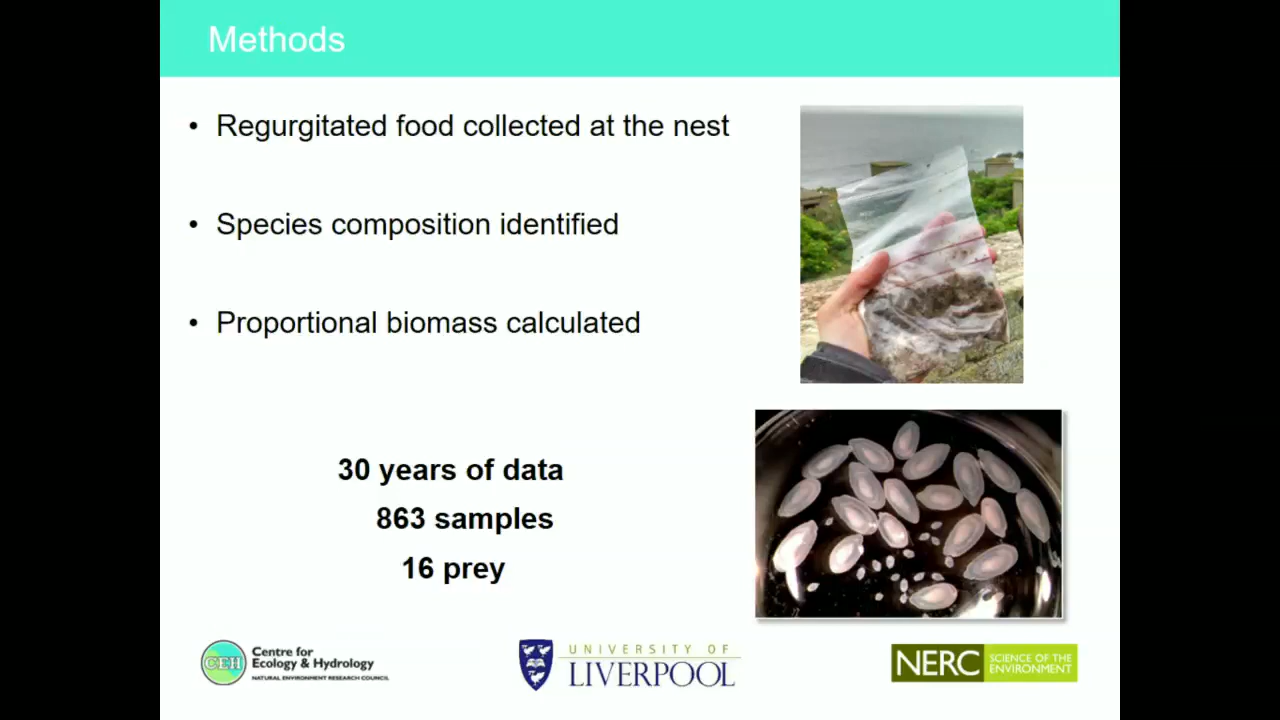 Methods
• Regurgitated food collected at the nest
• Species composition identified
• Proportional biomass calculated
30 years of data
863 samples
16 prey
CEH
Centre for
Ecology & Hydrology
NATURAL ENVIRONMENT RESEARCH COUNCIL
UNIVERSITY OF
LIVERPOOL
NERC
SCIENCE OF THE
ENVIRONMENT